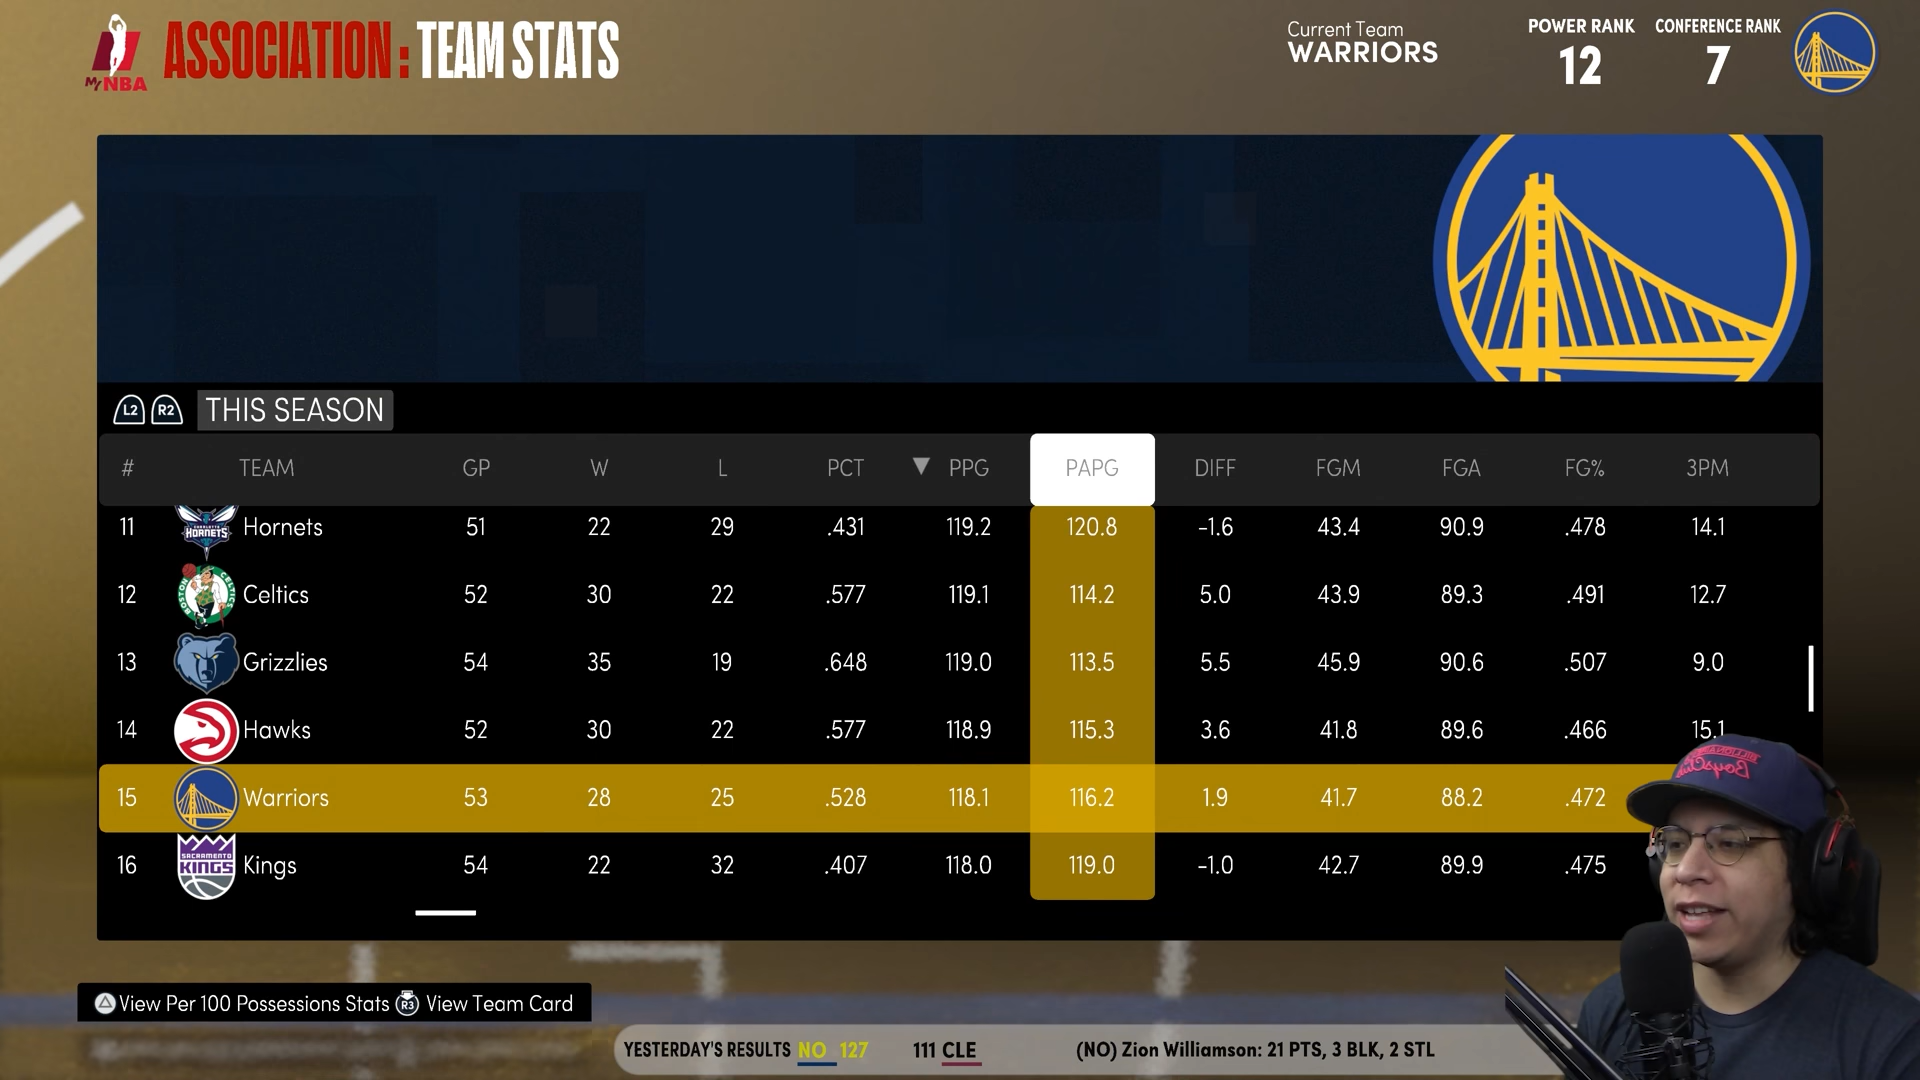 Current Team
WARRIORS
POWER RANK
12
CONFERENCE RANK
7
MyNBA
ASSOCIATION : TEAM STATS
L2 R2 THIS SEASON
# TEAM GP W L PCT ▼ PPG PAPG DIFF FGM FGA FG% 3PM
11 HORNETS Hornets 51 22 29 .431 119.2 120.8 -1.6 43.4 90.9 .478 14.1
12 BOSTON CELTICS Celtics 52 30 22 .577 119.1 114.2 5.0 43.9 89.3 .491 12.7
13 Grizzlies 54 35 19 .648 119.0 113.5 5.5 45.9 90.6 .507 9.0
14 Hawks 52 30 22 .577 118.9 115.3 3.6 41.8 89.6 .466 15.1
15 Warriors 53 28 25 .528 118.1 116.2 1.9 41.7 88.2 .472
16 SACRAMENTO KINGS Kings 54 22 32 .407 118.0 119.0 -1.0 42.7 89.9 .475
View Per 100 Possessions Stats R3 View Team Card
YESTERDAY'S RESULTS NO 127 111 CLE (NO) Zion Williamson: 21 PTS, 3 BLK, 2 STL